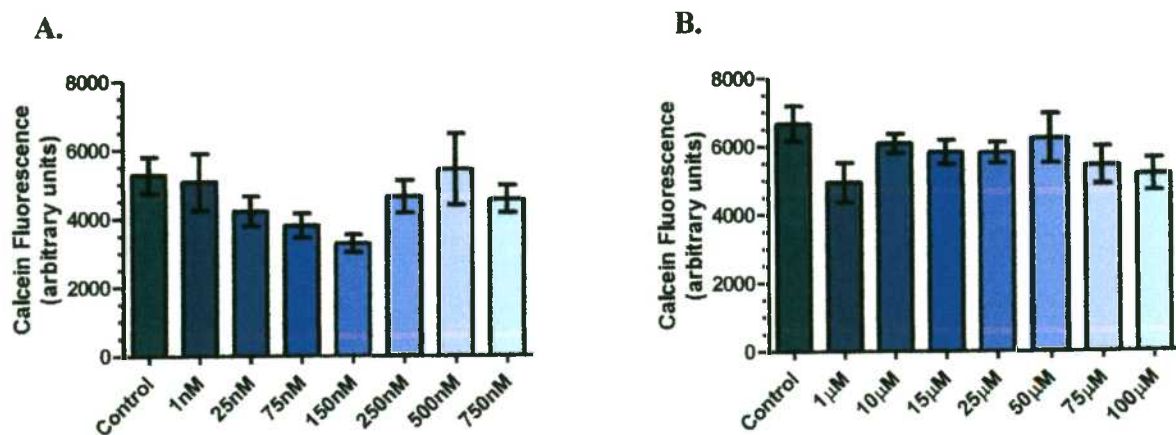 A.
8000
6000
4000
2000
0
Calcein Fluorescence
(arbitrary units)
Control
1nM
25nM
75nM
150nM
250nM
500nM
750nM
B.
8000
6000
4000
2000
0
Calcein Fluorescence
(arbitrary units)
Control
1µM
10µM
15µM
25µM
50µM
75µM
100µM